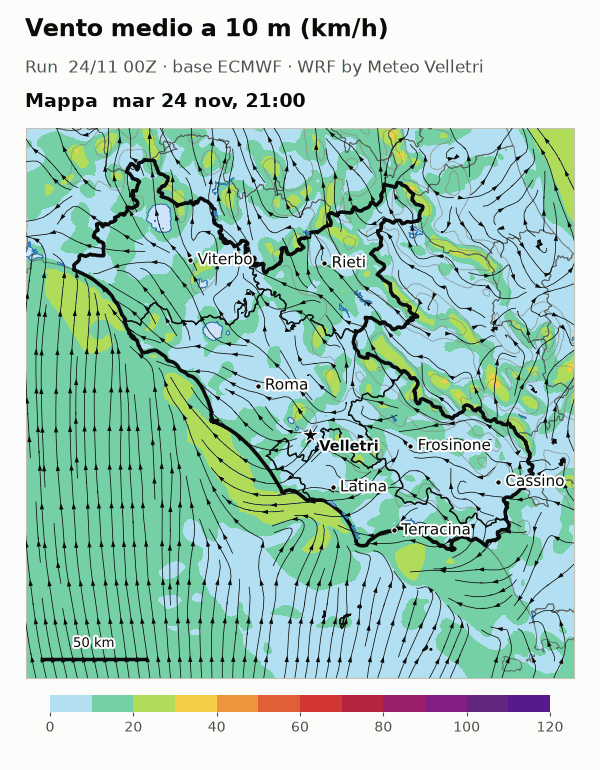 Vento medio a 10 m (km/h)
Run  24/11 00Z · base ECMWF · WRF by Meteo Velletri
Mappa  mar 24 nov, 21:00
Viterbo
Rieti
Roma
Velletri
Frosinone
Cassino
Latina
Terracina
50 km
0 20 40 60 80 100 120